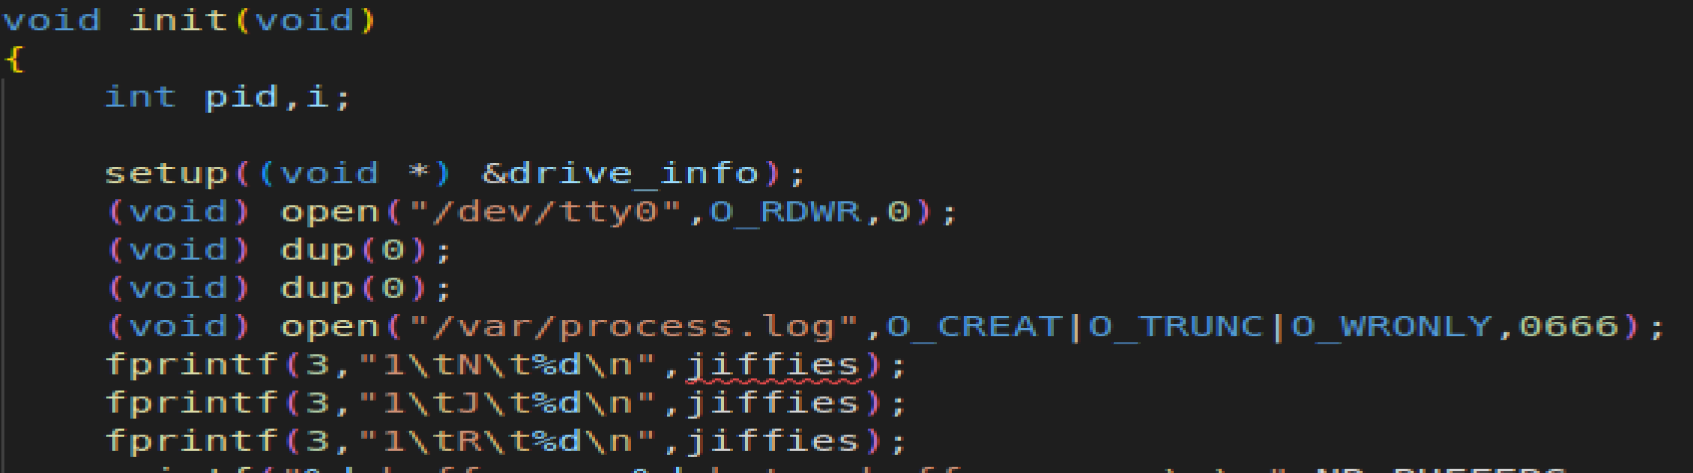 void init(void)
{
    int pid,i;
    setup((void *) &drive_info);
    (void) open("/dev/tty0",O_RDWR,0);
    (void) dup(0);
    (void) dup(0);
    (void) open("/var/process.log",O_CREAT|O_TRUNC|O_WRONLY,0666);
    fprintf(3,"1\tN\t%d\n",jiffies);
    fprintf(3,"1\tJ\t%d\n",jiffies);
    fprintf(3,"1\tR\t%d\n",jiffies);